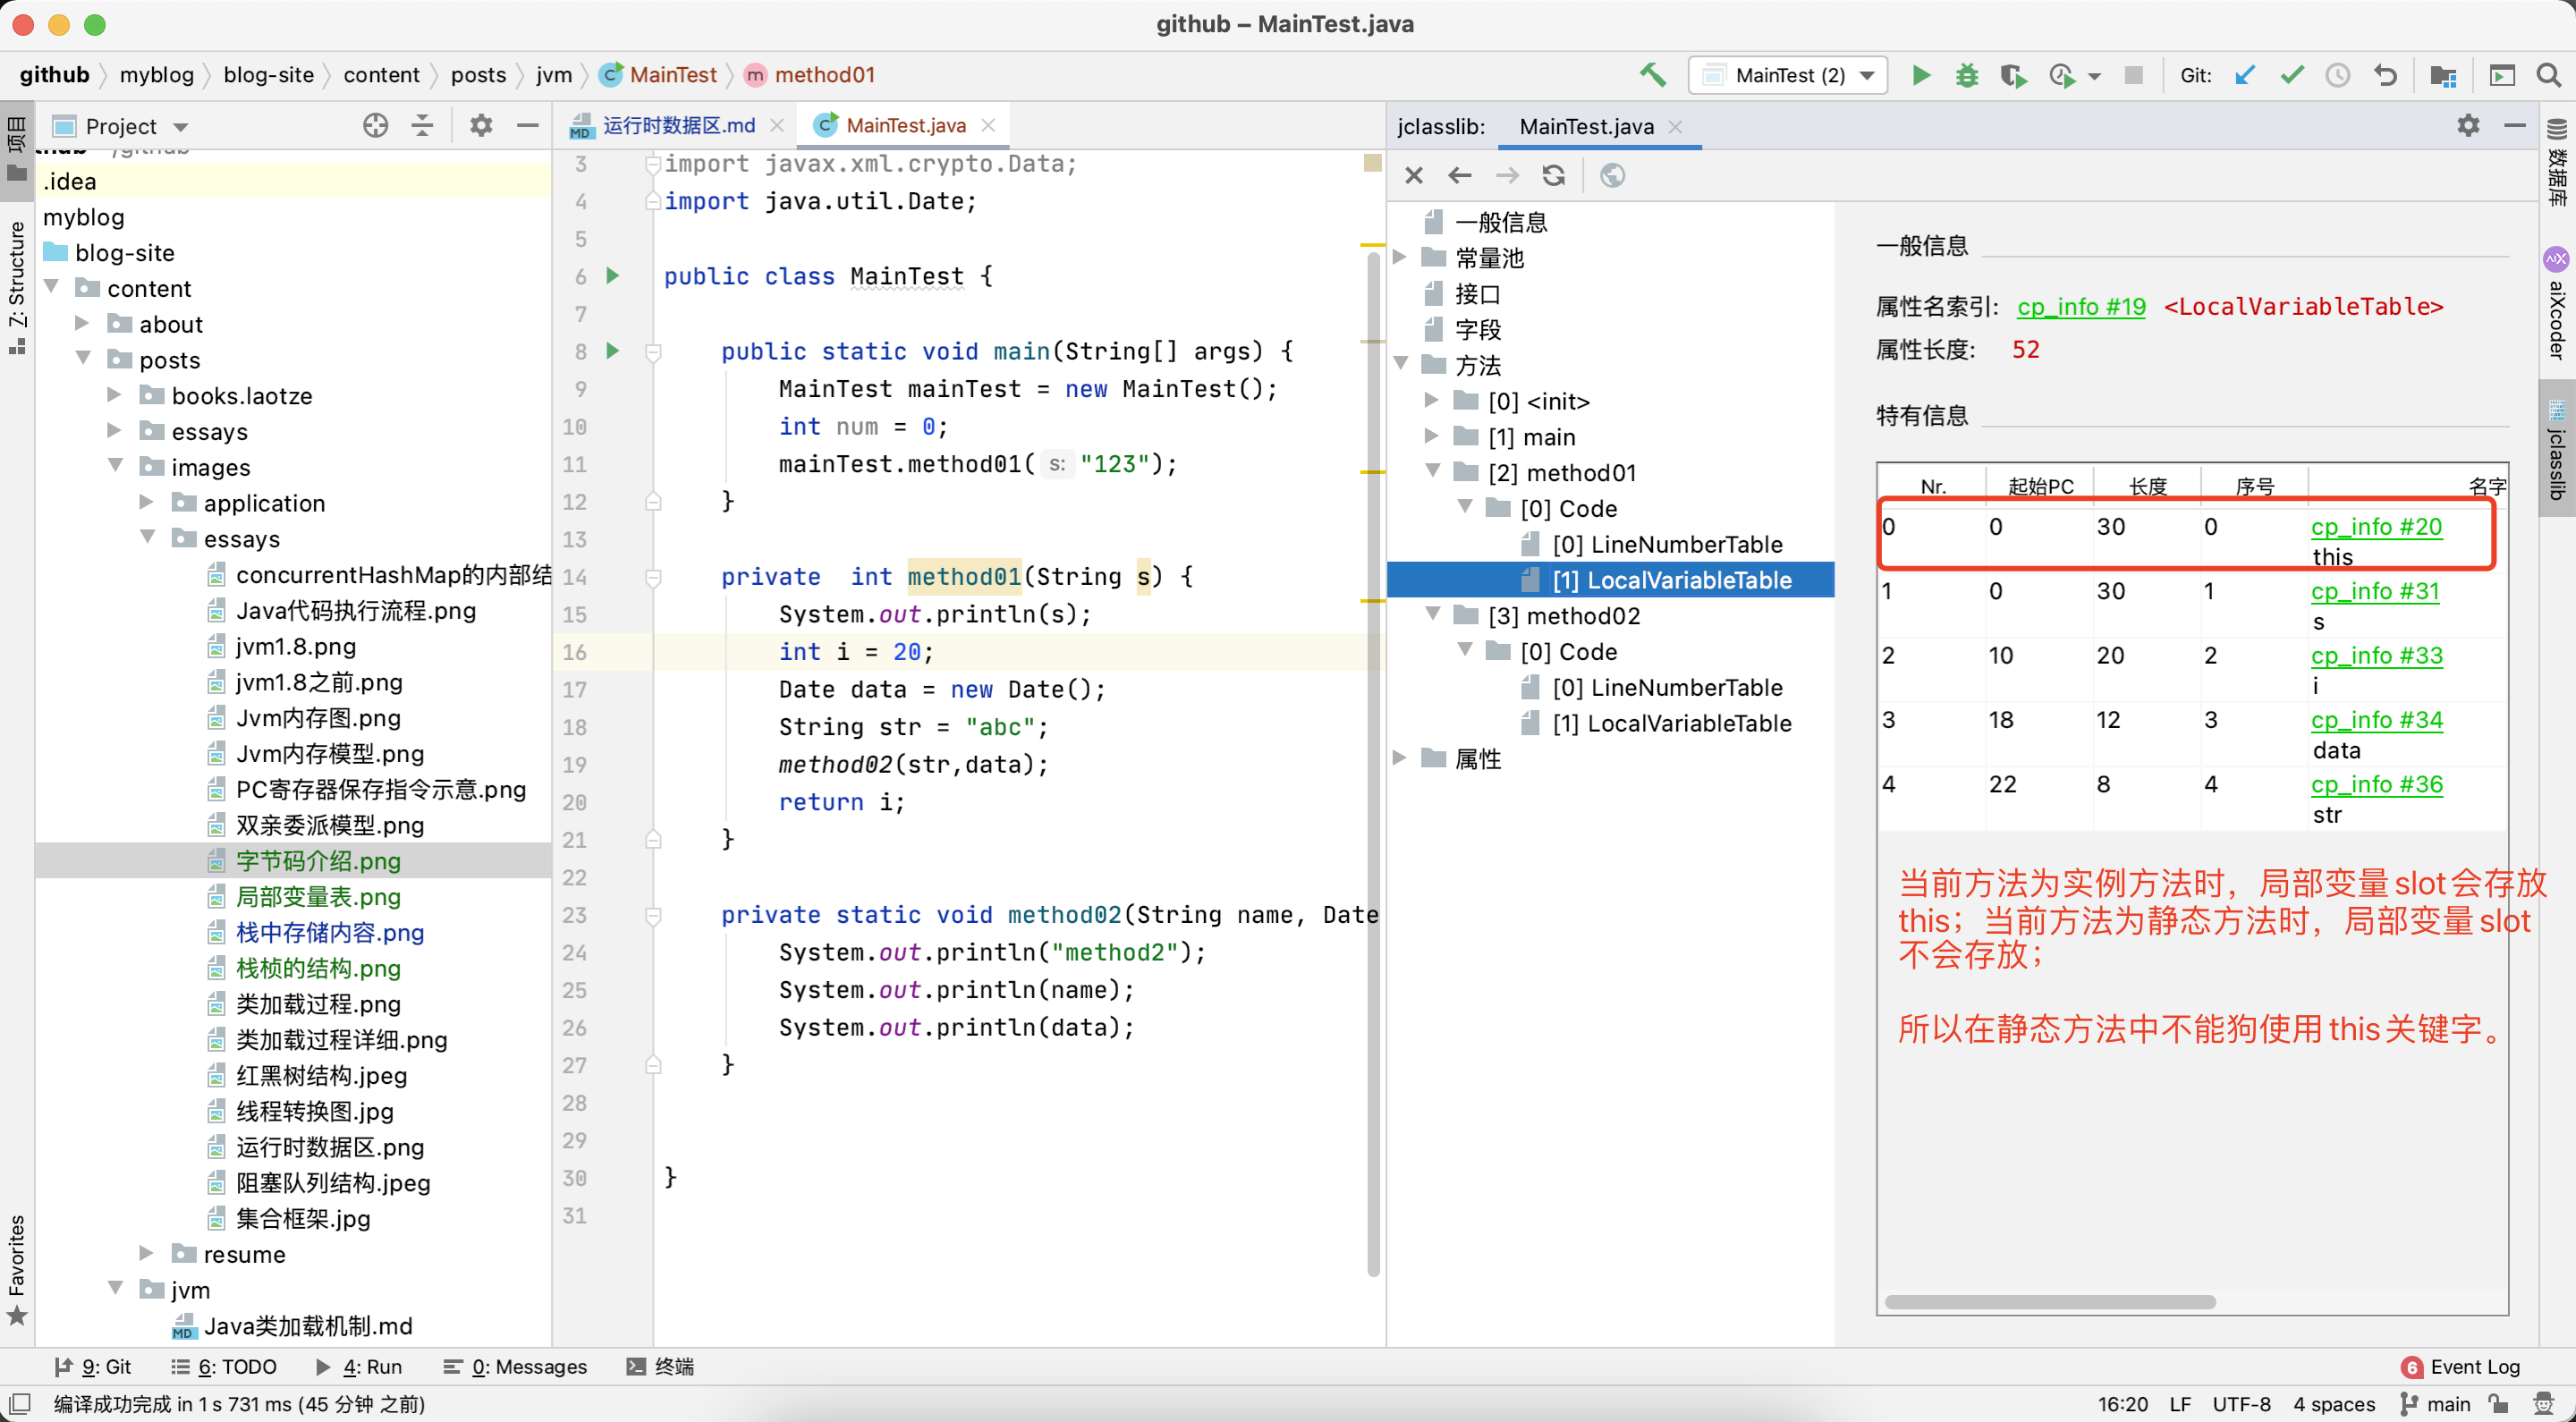 github – MainTest.java
github myblog blog-site content posts jvm MainTest method01
MainTest (2) Git:
项目
Project
运行时数据区.md
MainTest.java
jclasslib: MainTest.java
数据库
aiXcoder
jclasslib
Z: Structure
Favorites
.idea
myblog
blog-site
content
about
posts
books.laotze
essays
images
application
essays
concurrentHashMap的内部结
Java代码执行流程.png
jvm1.8.png
jvm1.8之前.png
Jvm内存图.png
Jvm内存模型.png
PC寄存器保存指令示意.png
双亲委派模型.png
字节码介绍.png
局部变量表.png
栈中存储内容.png
栈桢的结构.png
类加载过程.png
类加载过程详细.png
红黑树结构.jpeg
线程转换图.jpg
运行时数据区.png
阻塞队列结构.jpeg
集合框架.jpg
resume
jvm
Java类加载机制.md
3 import javax.xml.crypto.Data;
4 import java.util.Date;
5
6 public class MainTest {
7
8 public static void main(String[] args) {
9 MainTest mainTest = new MainTest();
10 int num = 0;
11 mainTest.method01( s: "123");
12 }
13
14 private  int method01(String s) {
15 System.out.println(s);
16 int i = 20;
17 Date data = new Date();
18 String str = "abc";
19 method02(str,data);
20 return i;
21 }
22
23 private static void method02(String name, Date
24 System.out.println("method2");
25 System.out.println(name);
26 System.out.println(data);
27 }
28
29
30 }
31
一般信息
常量池
接口
字段
方法
[0] <init>
[1] main
[2] method01
[0] Code
[0] LineNumberTable
[1] LocalVariableTable
[3] method02
[0] Code
[0] LineNumberTable
[1] LocalVariableTable
属性
一般信息
属性名索引: cp_info #19 <LocalVariableTable>
属性长度: 52
特有信息
Nr. 起始PC 长度 序号 名字
0 0 30 0 cp_info #20
this
1 0 30 1 cp_info #31
s
2 10 20 2 cp_info #33
i
3 18 12 3 cp_info #34
data
4 22 8 4 cp_info #36
str
当前方法为实例方法时，局部变量slot会存放
this；当前方法为静态方法时，局部变量slot
不会存放；
所以在静态方法中不能狗使用this关键字。
9: Git 6: TODO 4: Run 0: Messages 终端 6 Event Log
编译成功完成 in 1 s 731 ms (45 分钟 之前) 16:20 LF UTF-8 4 spaces main